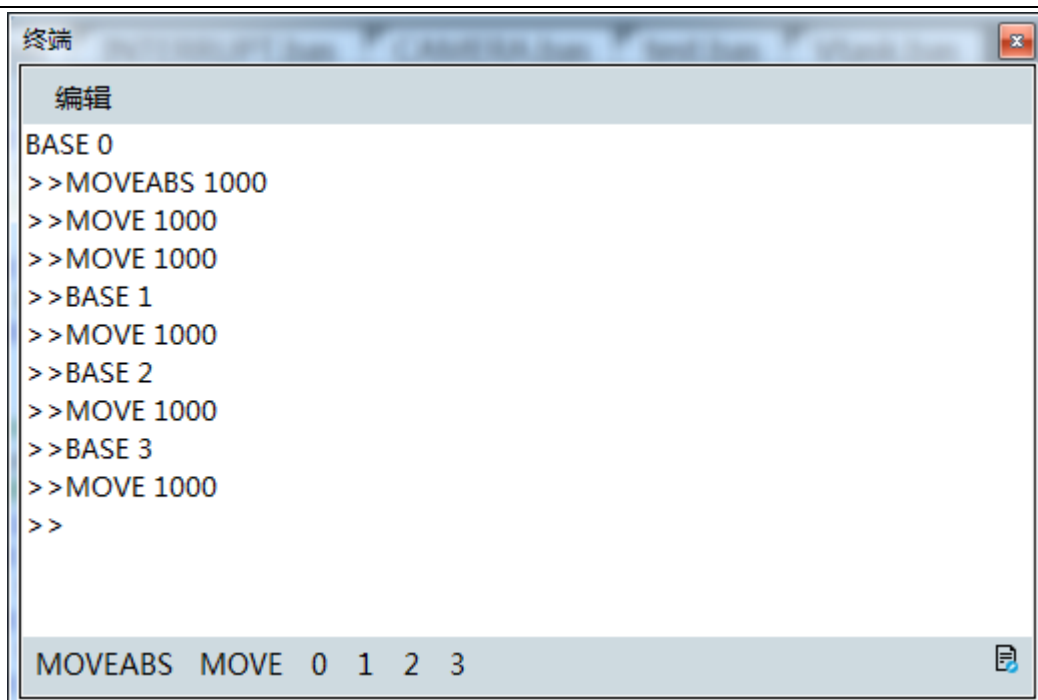 终端
编辑
BASE 0
>>MOVEABS 1000
>>MOVE 1000
>>MOVE 1000
>>BASE 1
>>MOVE 1000
>>BASE 2
>>MOVE 1000
>>BASE 3
>>MOVE 1000
>>
MOVEABS MOVE 0 1 2 3